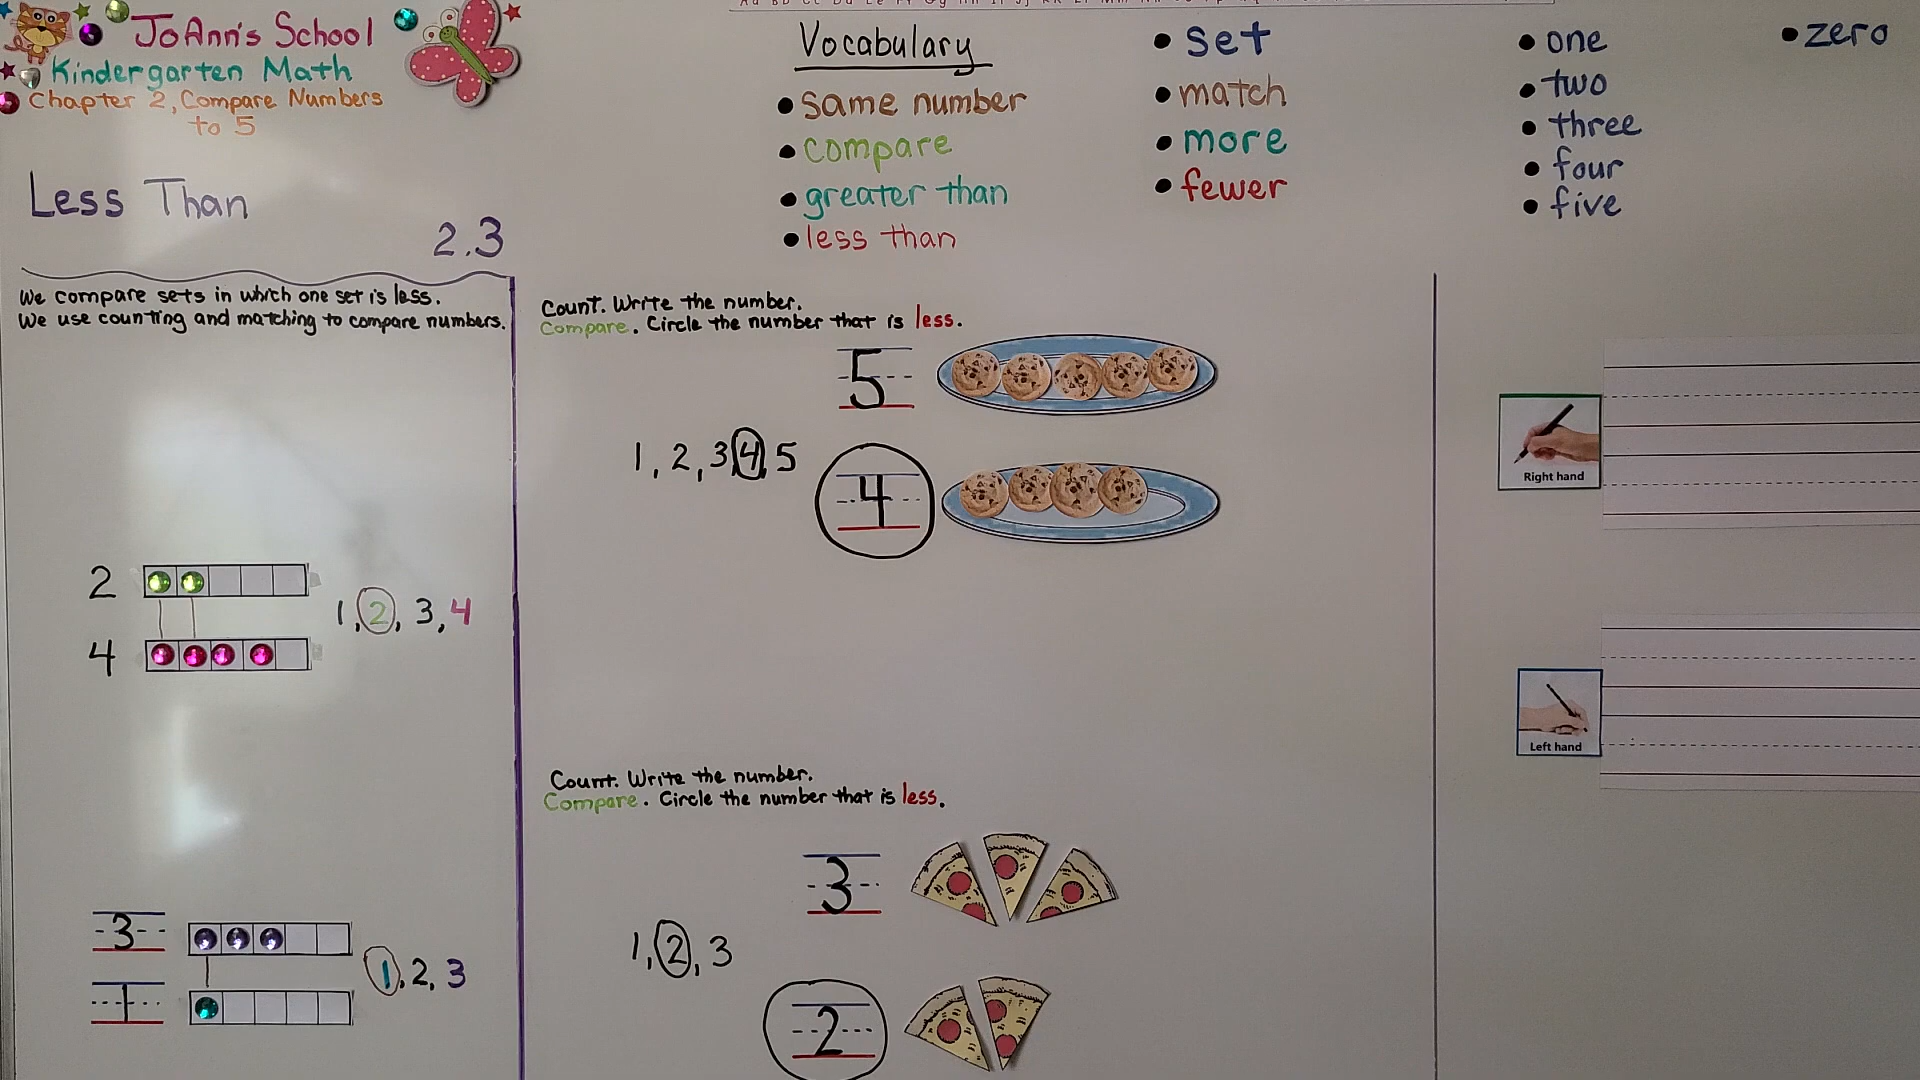 JoAnn's School
Kindergarten Math
Chapter 2, Compare Numbers
to 5
Less Than
2.3
Vocabulary
• same number
• compare
• greater than
• less than
• set
• match
• more
• fewer
• one
• two
• three
• four
• five
• zero
We compare sets in which one set is less.
We use counting and matching to compare numbers.
2
4
1, 2, 3, 4
3
1
1, 2, 3
Count. Write the number.
Compare. Circle the number that is less.
5
1, 2, 3, 4, 5
4
Count. Write the number.
Compare. Circle the number that is less.
3
1, 2, 3
2
Right hand
Left hand